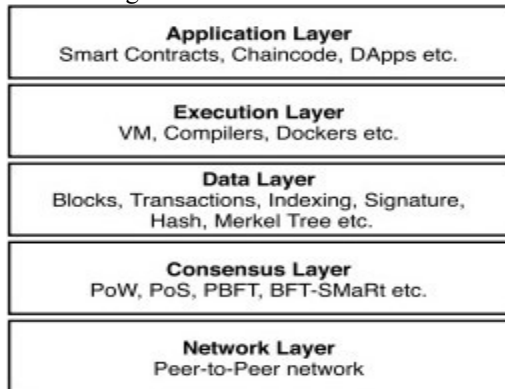 Application Layer
Smart Contracts, Chaincode, DApps etc.
Execution Layer
VM, Compilers, Dockers etc.
Data Layer
Blocks, Transactions, Indexing, Signature,
Hash, Merkel Tree etc.
Consensus Layer
PoW, PoS, PBFT, BFT-SMaRt etc.
Network Layer
Peer-to-Peer network